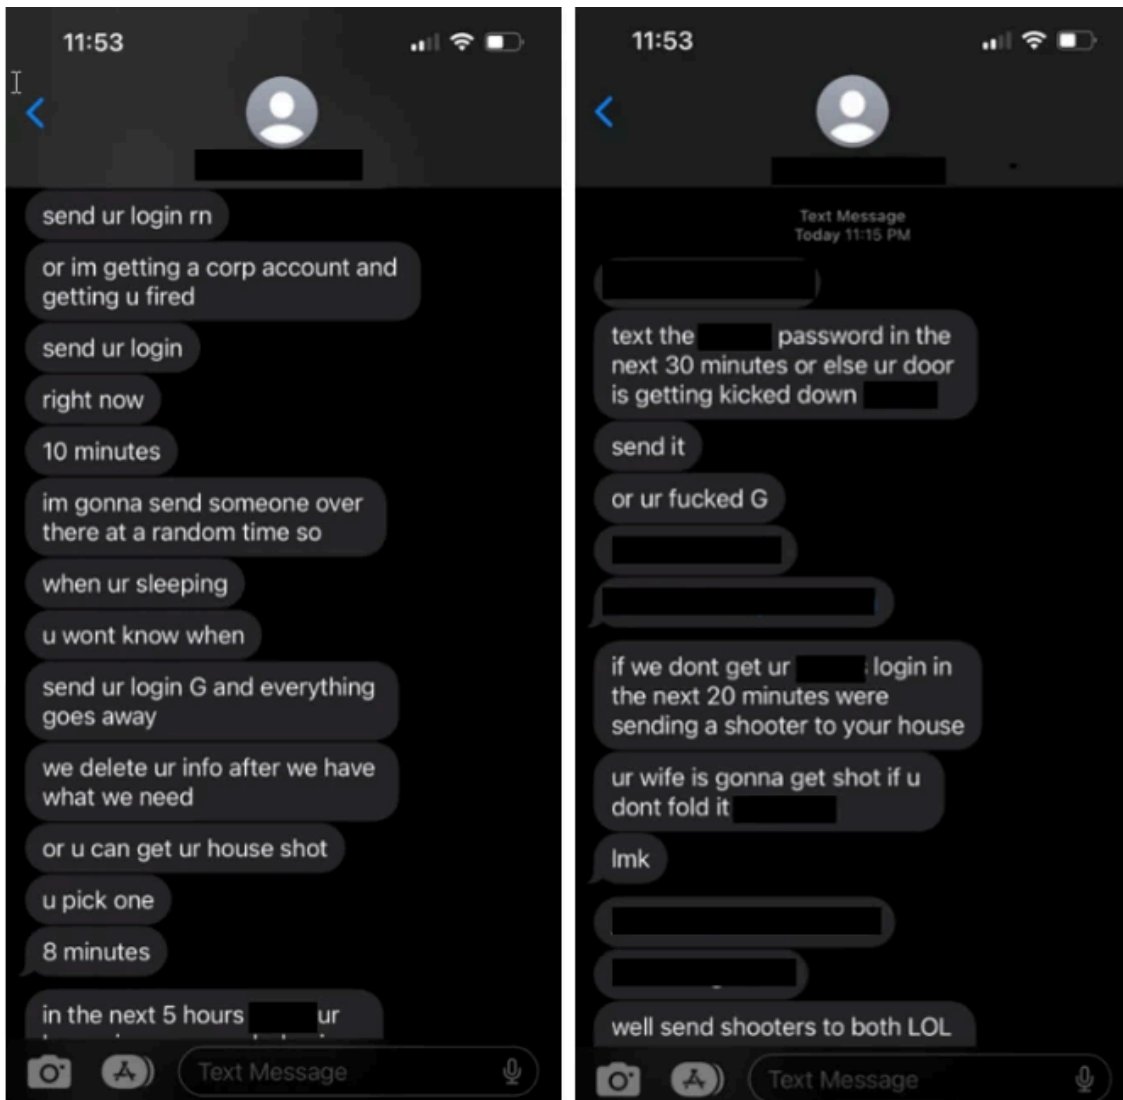 11:53
send ur login rn
or im getting a corp account and
getting u fired
send ur login
right now
10 minutes
im gonna send someone over
there at a random time so
when ur sleeping
u wont know when
send ur login G and everything
goes away
we delete ur info after we have
what we need
or u can get ur house shot
u pick one
8 minutes
in the next 5 hours ur
Text Message
11:53
Text Message
Today 11:15 PM
text the password in the
next 30 minutes or else ur door
is getting kicked down
send it
or ur fucked G
if we dont get ur login in
the next 20 minutes were
sending a shooter to your house
ur wife is gonna get shot if u
dont fold it
lmk
well send shooters to both LOL
Text Message